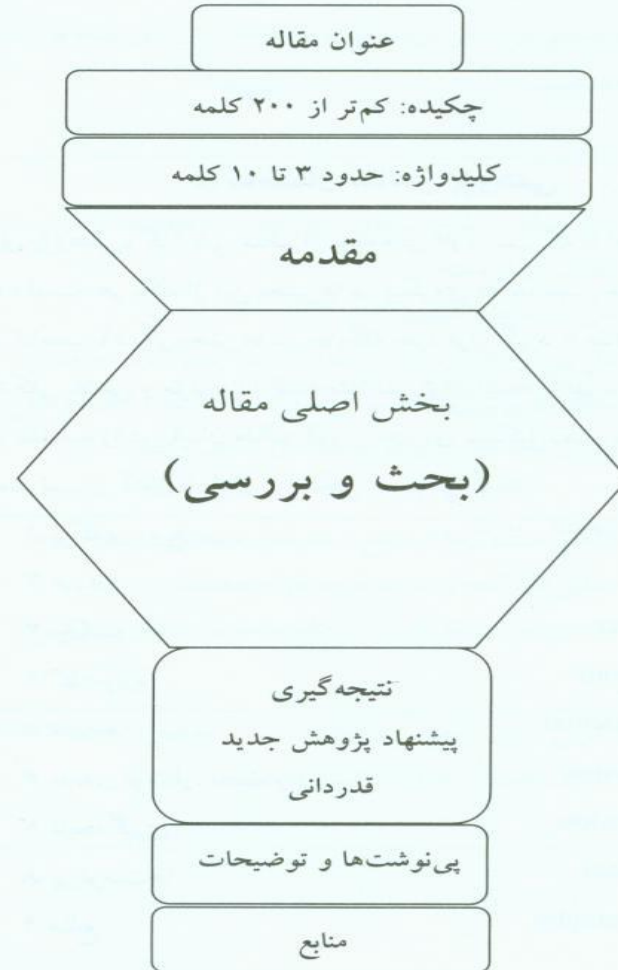 عنوان مقاله
چکیده: کم‌تر از ۲۰۰ کلمه
کلیدواژه: حدود ۳ تا ۱۰ کلمه
مقدمه
بخش اصلی مقاله
(بحث و بررسی)
نتیجه‌گیری
پیشنهاد پژوهش جدید
قدردانی
پی‌نوشت‌ها و توضیحات
منابع